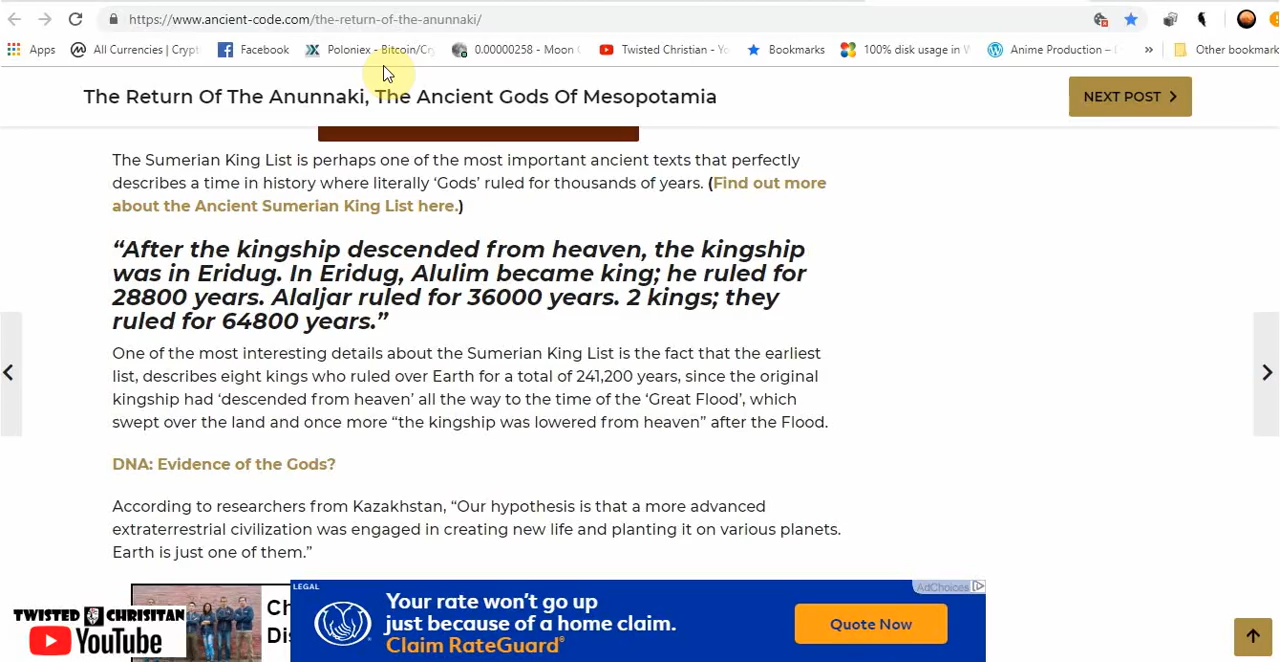 https://www.ancient-code.com/the-return-of-the-anunnaki/
Apps All Currencies | Crypt Facebook Poloniex - Bitcoin/Cry 0.00000258 - Moon Twisted Christian - Yo Bookmarks 100% disk usage in W Anime Production – » Other bookmark
The Return Of The Anunnaki, The Ancient Gods Of Mesopotamia
NEXT POST
The Sumerian King List is perhaps one of the most important ancient texts that perfectly
describes a time in history where literally ‘Gods’ ruled for thousands of years. (Find out more
about the Ancient Sumerian King List here.)
“After the kingship descended from heaven, the kingship
was in Eridug. In Eridug, Alulim became king; he ruled for
28800 years. Alaljar ruled for 36000 years. 2 kings; they
ruled for 64800 years.”
One of the most interesting details about the Sumerian King List is the fact that the earliest
list, describes eight kings who ruled over Earth for a total of 241,200 years, since the original
kingship had ‘descended from heaven’ all the way to the time of the ‘Great Flood’, which
swept over the land and once more “the kingship was lowered from heaven” after the Flood.
DNA: Evidence of the Gods?
According to researchers from Kazakhstan, “Our hypothesis is that a more advanced
extraterrestrial civilization was engaged in creating new life and planting it on various planets.
Earth is just one of them.”
LEGAL
AdChoices
Your rate won’t go up
just because of a home claim.
Claim RateGuard®
Quote Now
Ch
Dis
TWISTED CHRISITAN
YouTube